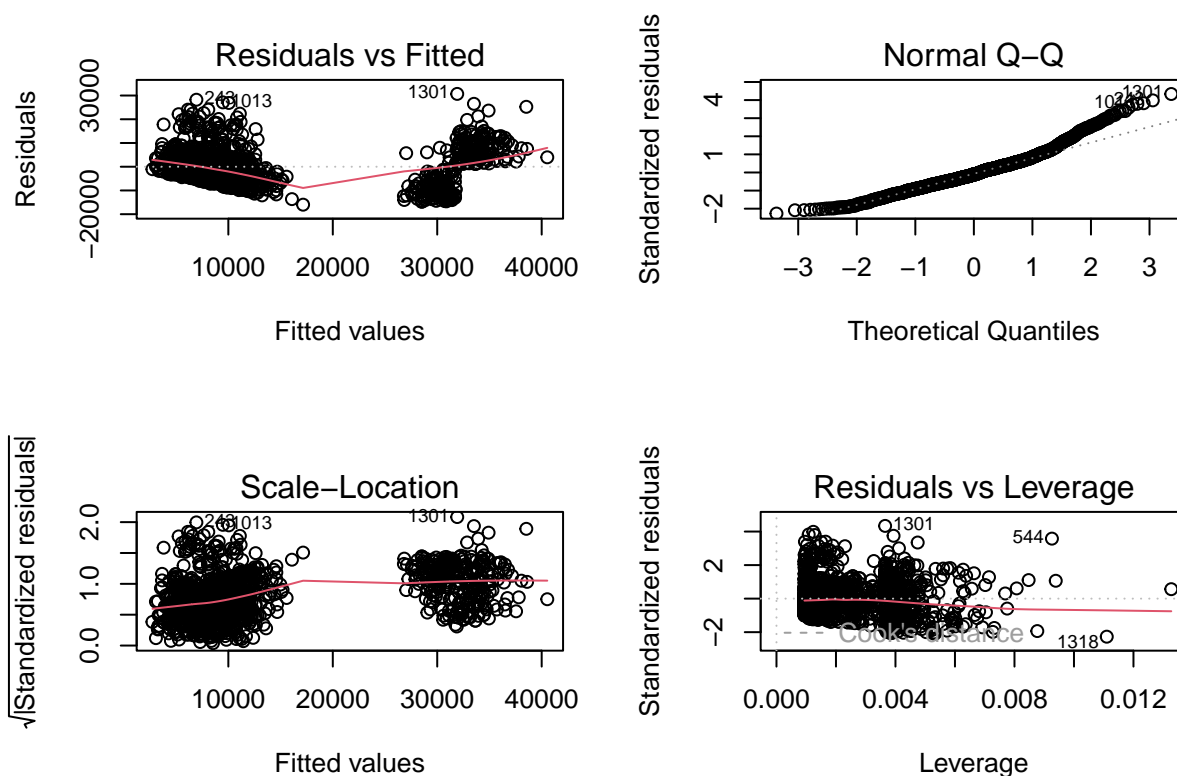 Residuals vs Fitted
Residuals
30000
−20000
243
1013
1301
10000 20000 30000 40000
Fitted values
Normal Q−Q
Standardized residuals
4
1
−2
1301
−3 −2 −1 0 1 2 3
Theoretical Quantiles
Scale−Location
√|Standardized residuals|
2.0
1.0
0.0
243
1013
1301
10000 20000 30000 40000
Fitted values
Residuals vs Leverage
Standardized residuals
2
−2
1301
544
1318
Cook's distance
0.000 0.004 0.008 0.012
Leverage